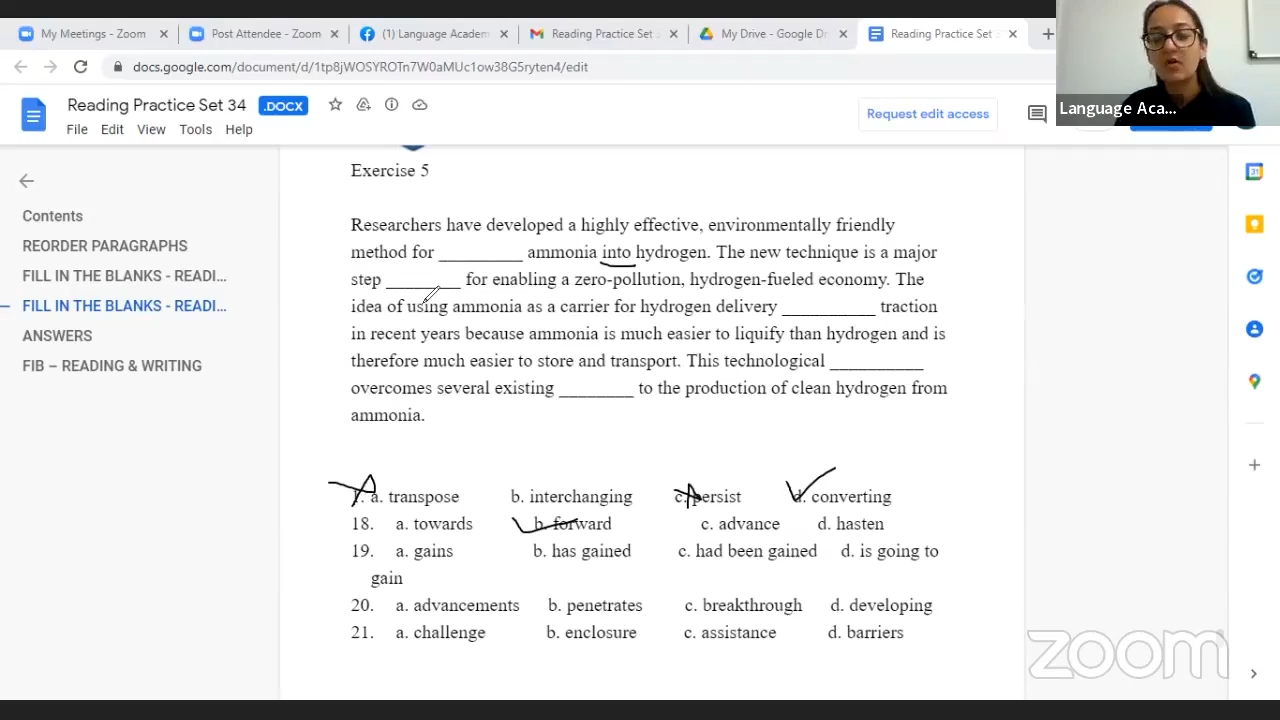 My Meetings - Zoom
Post Attendee - Zoom
(1) Language Academ
Reading Practice Set
My Drive - Google Dr
Reading Practice Set
docs.google.com/document/d/1tp8jWOSYROTn7W0aMUc1ow38G5ryten4/edit
Language Aca...
Reading Practice Set 34 .DOCX
Request edit access
File Edit View Tools Help
31
Contents
REORDER PARAGRAPHS
FILL IN THE BLANKS - READI...
FILL IN THE BLANKS - READI...
ANSWERS
FIB – READING & WRITING
Exercise 5
Researchers have developed a highly effective, environmentally friendly
method for _________ ammonia into hydrogen. The new technique is a major
step ________ for enabling a zero-pollution, hydrogen-fueled economy. The
idea of using ammonia as a carrier for hydrogen delivery __________ traction
in recent years because ammonia is much easier to liquify than hydrogen and is
therefore much easier to store and transport. This technological __________
overcomes several existing ________ to the production of clean hydrogen from
ammonia.
a. transpose b. interchanging c. persist d. converting
18. a. towards b. forward c. advance d. hasten
19. a. gains b. has gained c. had been gained d. is going to
gain
20. a. advancements b. penetrates c. breakthrough d. developing
21. a. challenge b. enclosure c. assistance d. barriers
zoom